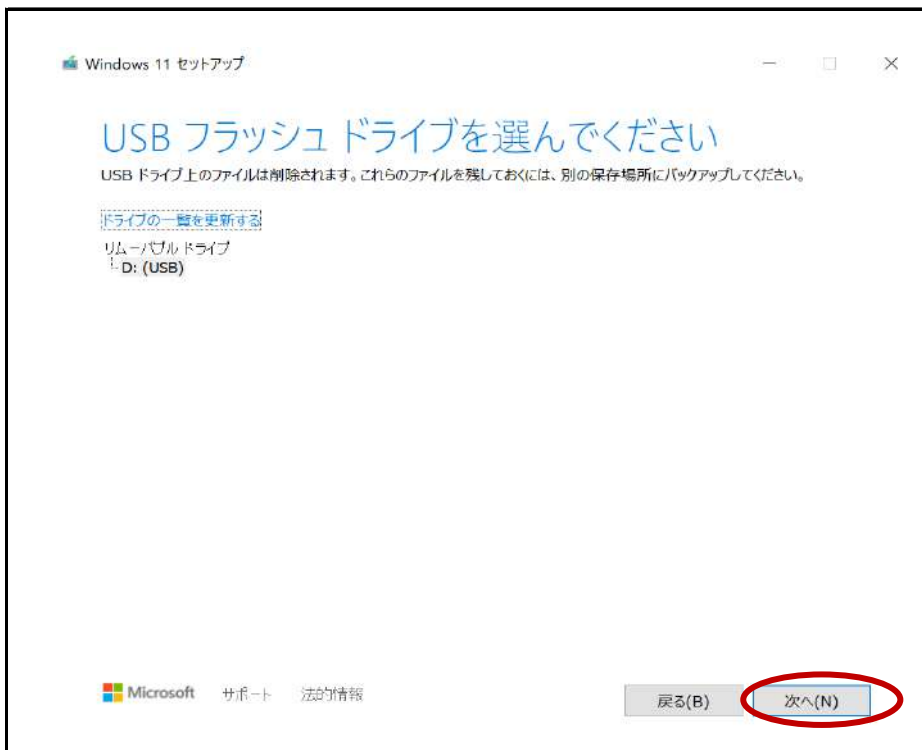 Windows 11 セットアップ
USB フラッシュ ドライブを選んでください
USB ドライブ上のファイルは削除されます。これらのファイルを残しておくには、別の保存場所にバックアップしてください。
ドライブの一覧を更新する
リムーバブル ドライブ
D: (USB)
Microsoft サポート 法的情報 戻る(B) 次へ(N)